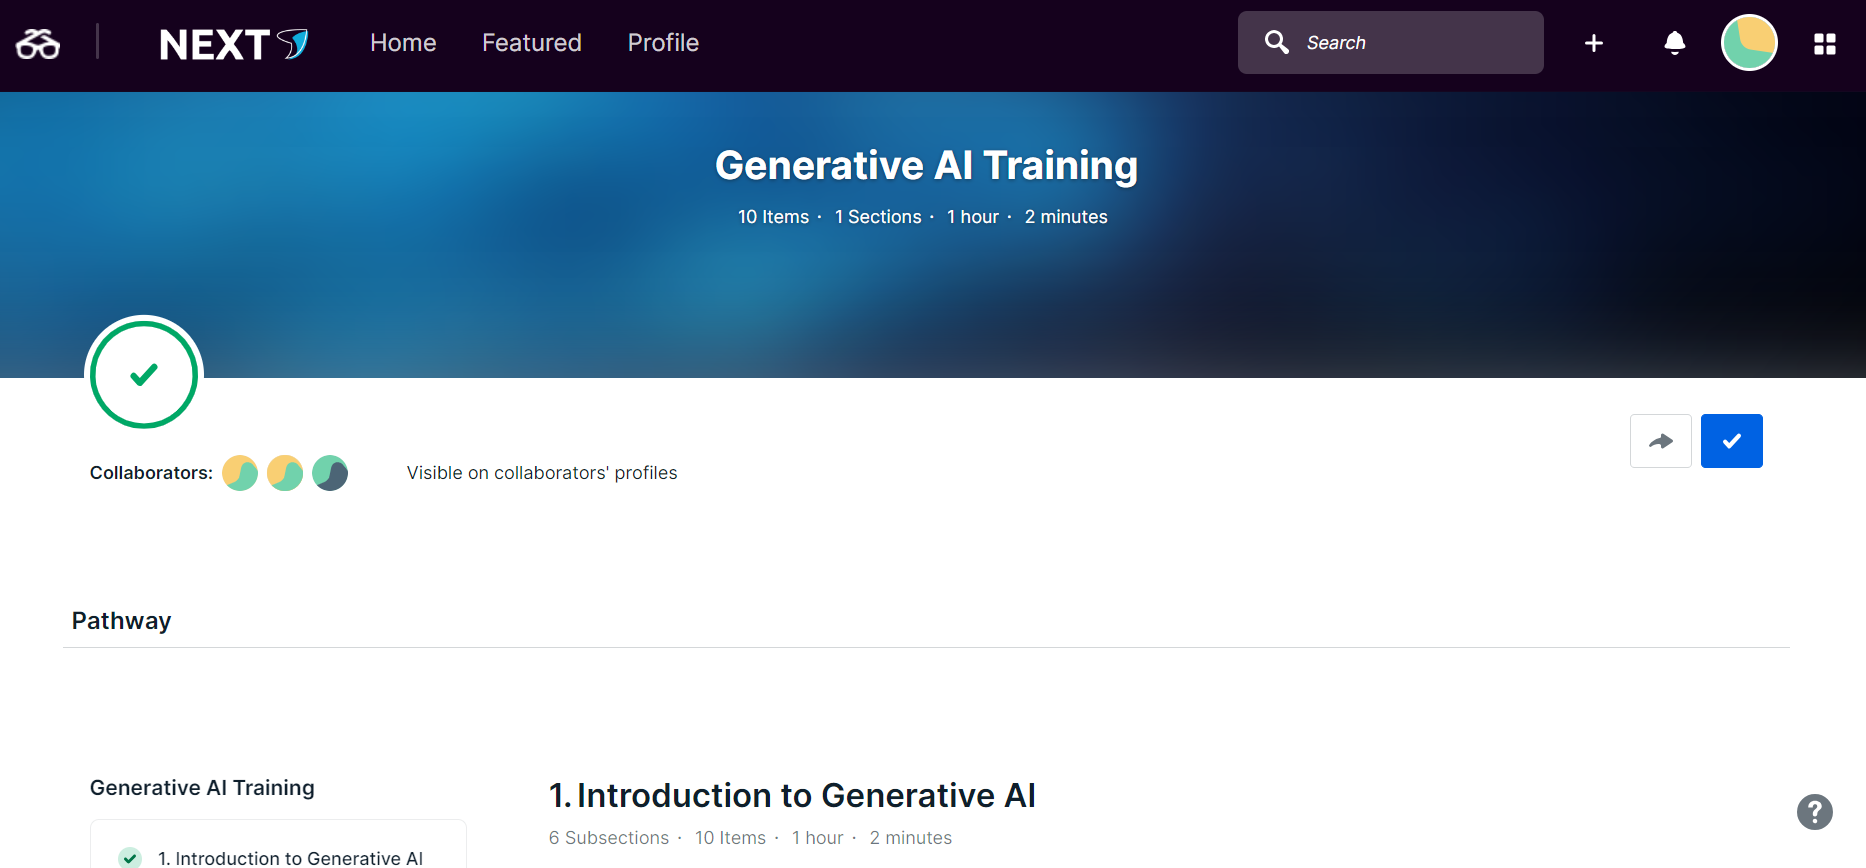 NEXT Home Featured Profile Search
Generative AI Training
10 Items · 1 Sections · 1 hour · 2 minutes
Collaborators: Visible on collaborators' profiles
Pathway
Generative AI Training
1. Introduction to Generative AI
1. Introduction to Generative AI
6 Subsections · 10 Items · 1 hour · 2 minutes